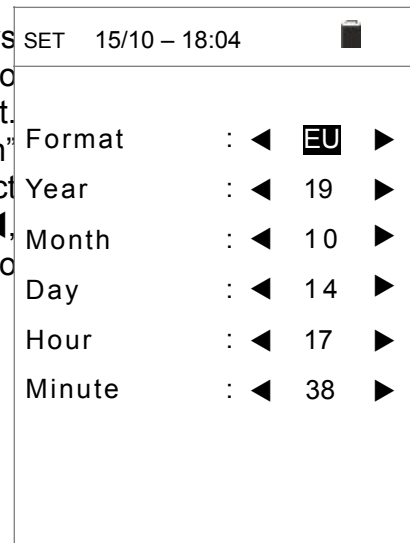 SET 15/10 – 18:04
Format : ◀ EU ▶
Year : ◀ 19 ▶
Month : ◀ 10 ▶
Day : ◀ 14 ▶
Hour : ◀ 17 ▶
Minute : ◀ 38 ▶